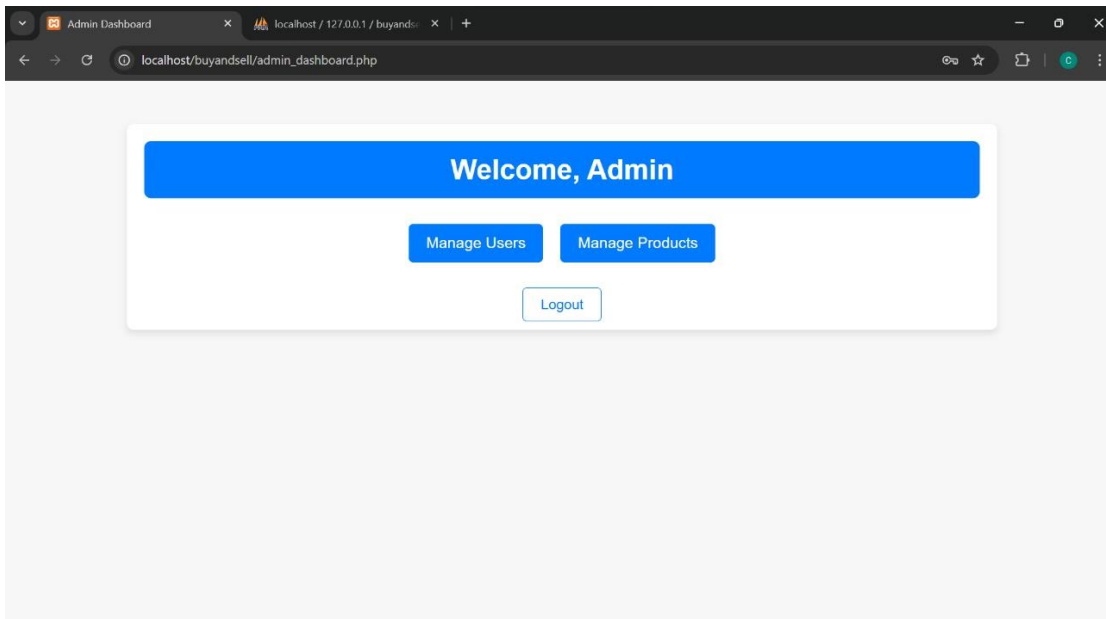 Admin Dashboard
localhost / 127.0.0.1 / buyands
localhost/buyandsell/admin_dashboard.php
C
Welcome, Admin
Manage Users
Manage Products
Logout